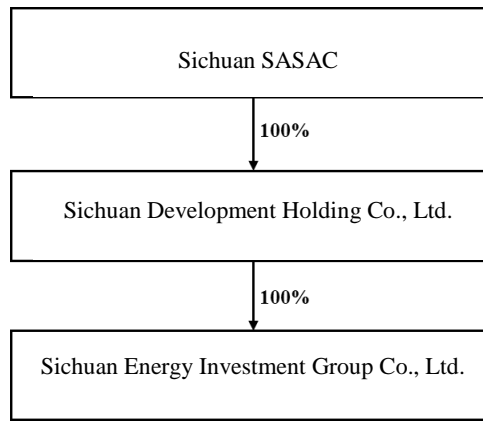 Sichuan SASAC
100%
Sichuan Development Holding Co., Ltd.
100%
Sichuan Energy Investment Group Co., Ltd.